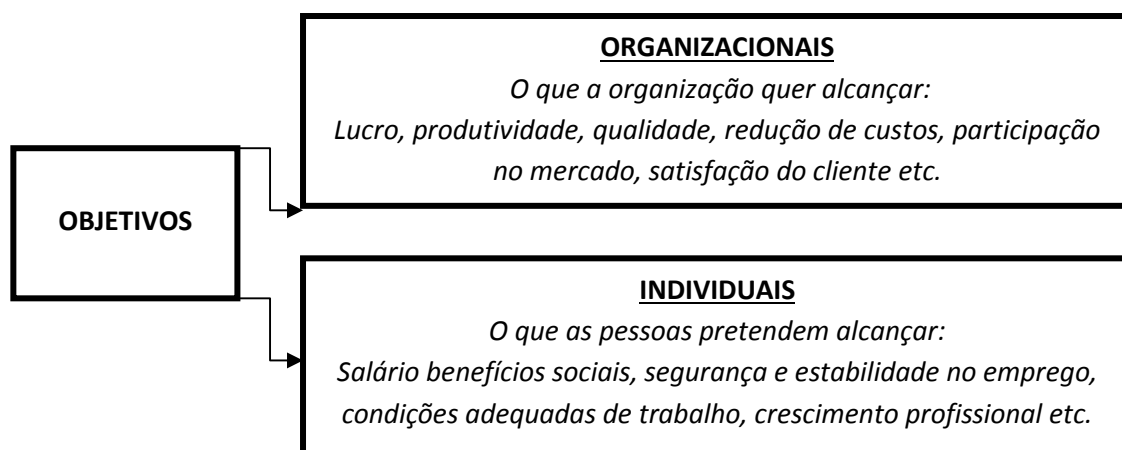 ORGANIZACIONAIS
O que a organização quer alcançar:
Lucro, produtividade, qualidade, redução de custos, participação
no mercado, satisfação do cliente etc.
OBJETIVOS
INDIVIDUAIS
O que as pessoas pretendem alcançar:
Salário benefícios sociais, segurança e estabilidade no emprego,
condições adequadas de trabalho, crescimento profissional etc.